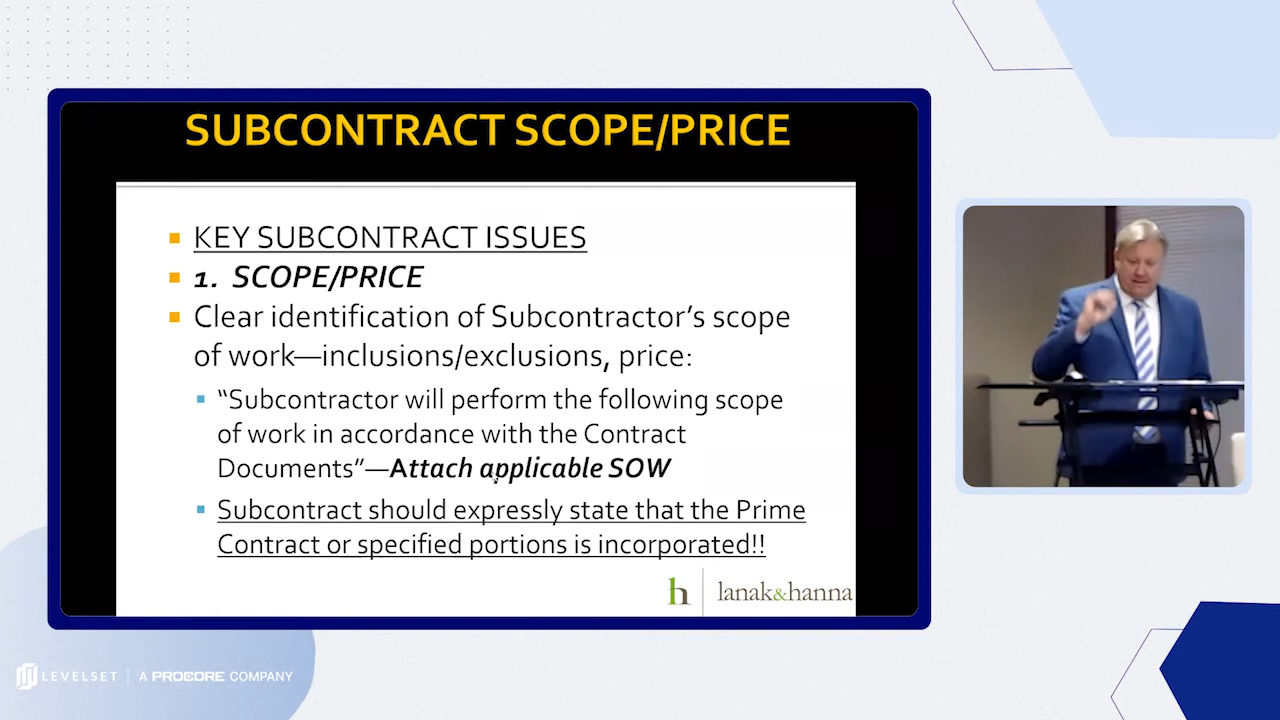 SUBCONTRACT SCOPE/PRICE
KEY SUBCONTRACT ISSUES
1. SCOPE/PRICE
Clear identification of Subcontractor’s scope
of work—inclusions/exclusions, price:
“Subcontractor will perform the following scope
of work in accordance with the Contract
Documents”—Attach applicable SOW
Subcontract should expressly state that the Prime
Contract or specified portions is incorporated!!
h lanak&hanna
LEVELSET | A PROCORE COMPANY